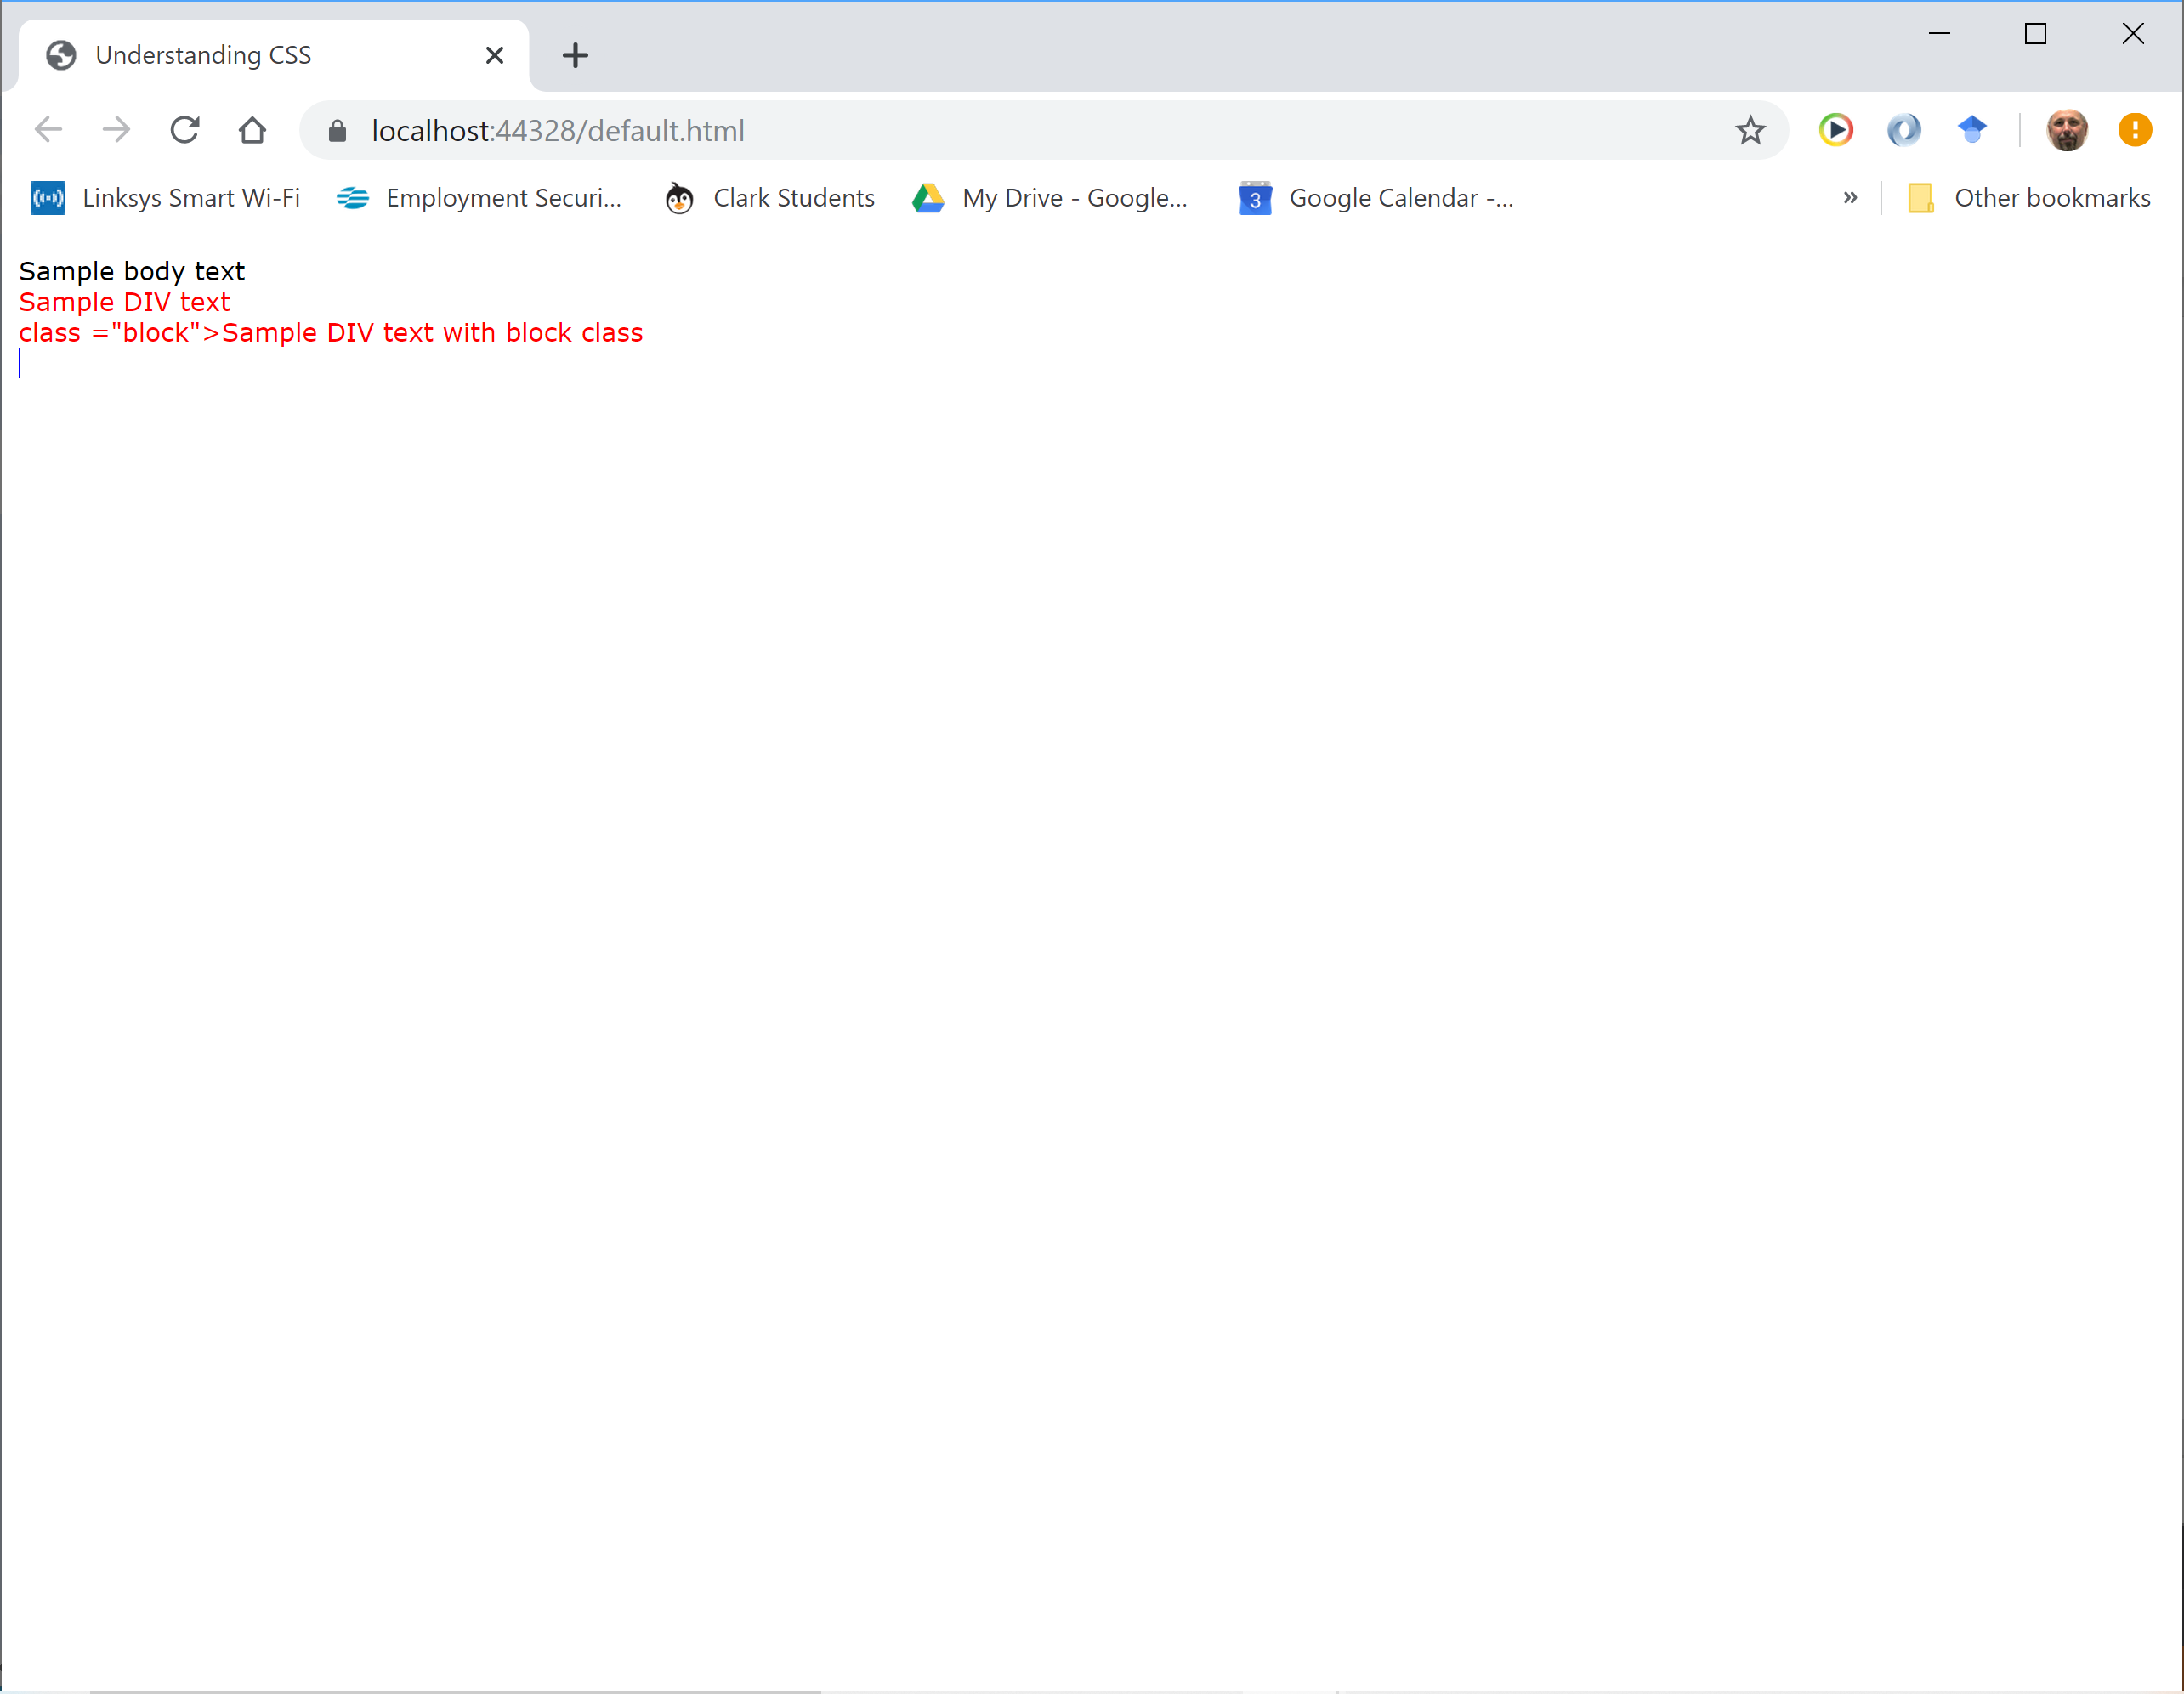 Understanding CSS
localhost:44328/default.html
Linksys Smart Wi-Fi Employment Securi... Clark Students My Drive - Google... 3 Google Calendar -... » Other bookmarks
Sample body text
Sample DIV text
class ="block">Sample DIV text with block class